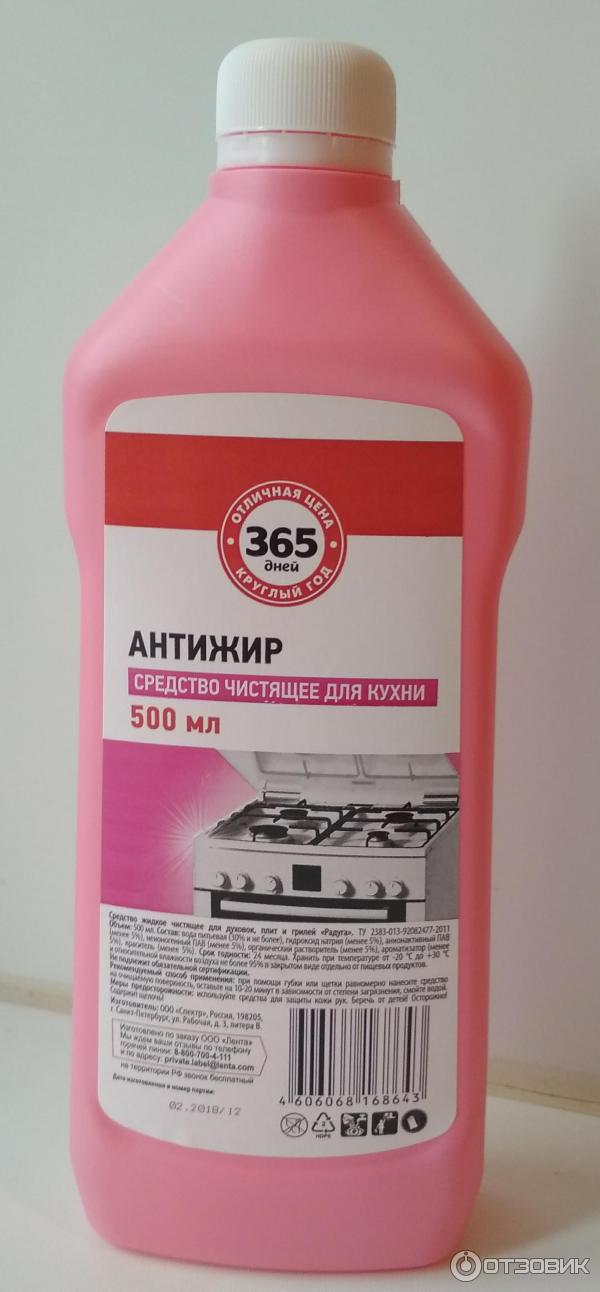 ОТЛИЧНАЯ ЦЕНА
365
дней
КРУГЛЫЙ ГОД
АНТИЖИР
СРЕДСТВО ЧИСТЯЩЕЕ ДЛЯ КУХНИ
500 мл
Средство жидкое чистящее для духовок, плит и грилей «Радуга». ТУ 2383-013-92082477-2011
Объем: 500 мл. Состав: вода питьевая (30% и не более), гидроксид натрия (менее 5%), анионактивный ПАВ
(менее 5%), неионогенный ПАВ (менее 5%), органический растворитель (менее 5%), ароматизатор (менее
5%), краситель (менее 5%). Срок годности: 24 месяца. Хранить при температуре от -20 °C до +30 °C
и относительной влажности воздуха не более 95% в закрытом виде отдельно от пищевых продуктов.
Не подлежит обязательной сертификации.
Рекомендуемый способ применения: при помощи губки или щетки равномерно нанесите средство
на очищенную поверхность, оставьте на 10-20 минут в зависимости от степени загрязнения, смойте водой.
Меры предосторожности: используйте средства для защиты кожи рук. Беречь от детей! Осторожно!
Содержит щелочь!
Изготовитель: ООО «Спектр», Россия, 198205,
г. Санкт-Петербург, ул. Рабочая, д. 3, литера В.
Изготовлено по заказу ООО «Лента»
Мы ждем ваши отзывы по телефону
горячей линии: 8-800-700-4-111
и по адресу: private.label@lenta.com
на территории РФ звонок бесплатный
Дата изготовления и номер партии:
02.2018/12
4 606068 168643
2
HDPE
ОТЗОВИК